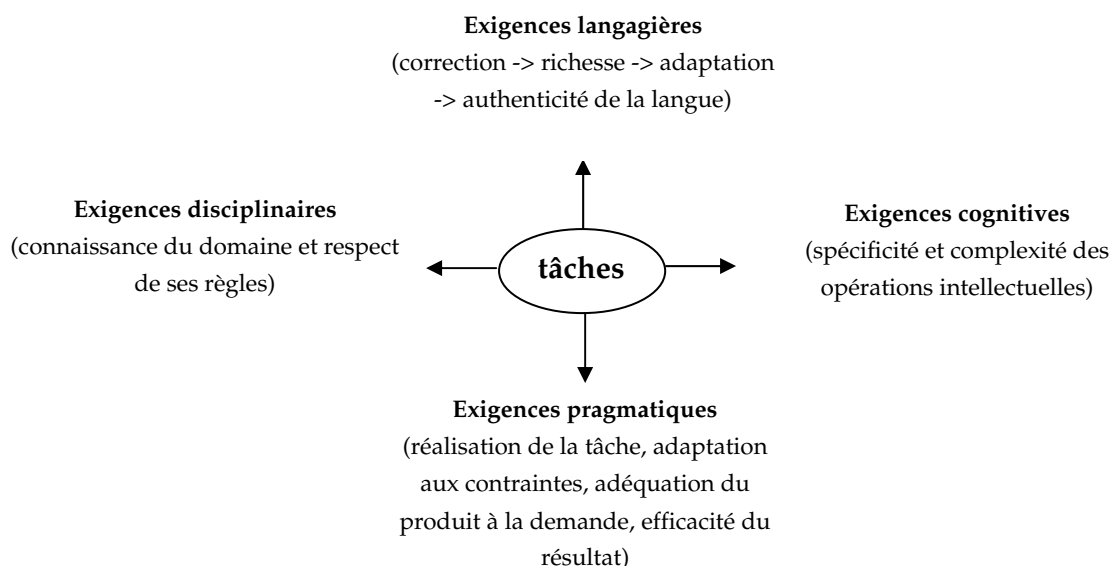 Exigences langagières
(correction -> richesse -> adaptation
-> authenticité de la langue)
Exigences disciplinaires
(connaissance du domaine et respect
de ses règles)
tâches
Exigences cognitives
(spécificité et complexité des
opérations intellectuelles)
Exigences pragmatiques
(réalisation de la tâche, adaptation
aux contraintes, adéquation du
produit à la demande, efficacité du
résultat)